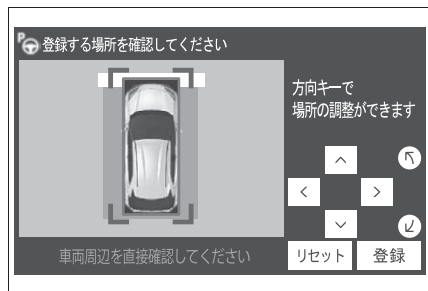 P
登録する場所を確認してください
方向キーで
場所の調整ができます
車両周辺を直接確認してください
リセット
登録